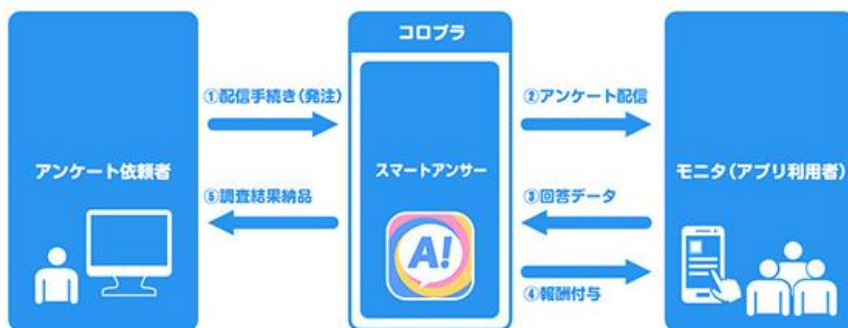 コロプラ
①配信手続き(発注)
②アンケート配信
アンケート依頼者
スマートアンサー
モニタ(アプリ利用者)
⑤調査結果納品
③回答データ
A!
④報酬付与